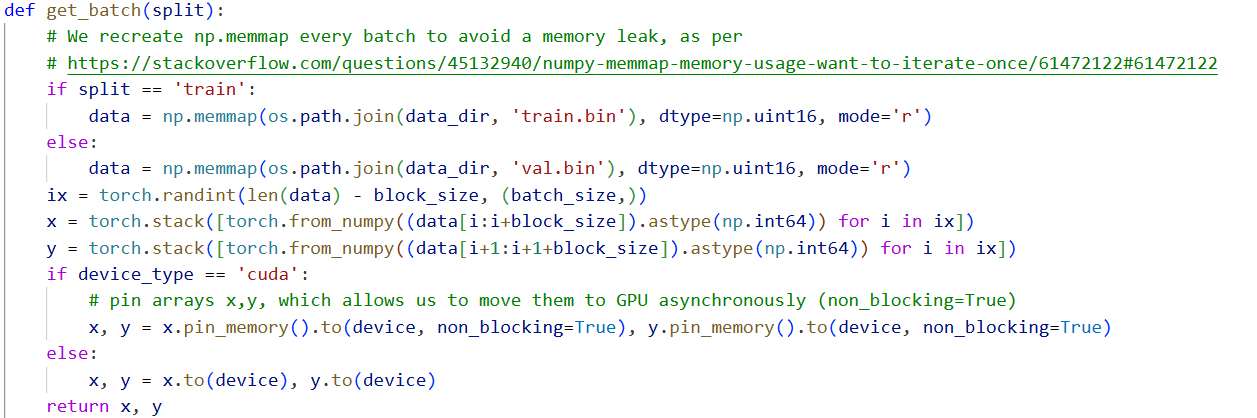 def get_batch(split):
    # We recreate np.memmap every batch to avoid a memory leak, as per
    # https://stackoverflow.com/questions/45132940/numpy-memmap-memory-usage-want-to-iterate-once/61472122#61472122
    if split == 'train':
        data = np.memmap(os.path.join(data_dir, 'train.bin'), dtype=np.uint16, mode='r')
    else:
        data = np.memmap(os.path.join(data_dir, 'val.bin'), dtype=np.uint16, mode='r')
    ix = torch.randint(len(data) - block_size, (batch_size,))
    x = torch.stack([torch.from_numpy((data[i:i+block_size]).astype(np.int64)) for i in ix])
    y = torch.stack([torch.from_numpy((data[i+1:i+1+block_size]).astype(np.int64)) for i in ix])
    if device_type == 'cuda':
        # pin arrays x,y, which allows us to move them to GPU asynchronously (non_blocking=True)
        x, y = x.pin_memory().to(device, non_blocking=True), y.pin_memory().to(device, non_blocking=True)
    else:
        x, y = x.to(device), y.to(device)
    return x, y